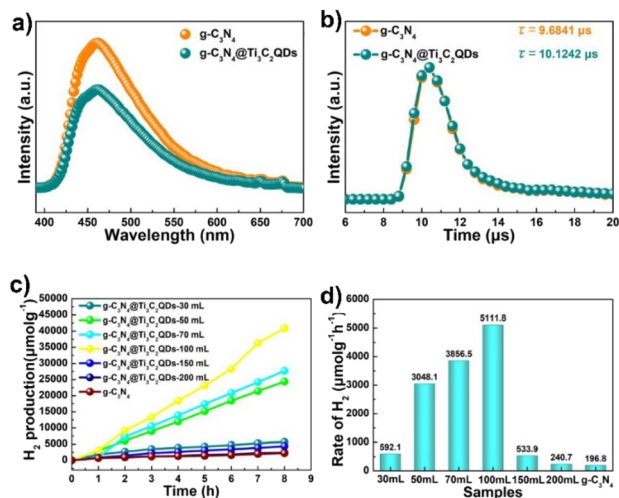 a)
g-C₃N₄
g-C₃N₄@Ti₃C₂QDs
Intensity (a.u.)
400 450 500 550 600 650 700
Wavelength (nm)
b)
g-C₃N₄
g-C₃N₄@Ti₃C₂QDs
τ = 9.6841 μs
τ = 10.1242 μs
Intensity (a.u.)
6 8 10 12 14 16 18 20
Time (μs)
c)
H₂ production(μmolg⁻¹)
50000
45000
40000
35000
30000
25000
20000
15000
10000
5000
0
g-C₃N₄@Ti₃C₂QDs-30 mL
g-C₃N₄@Ti₃C₂QDs-50 mL
g-C₃N₄@Ti₃C₂QDs-70 mL
g-C₃N₄@Ti₃C₂QDs-100 mL
g-C₃N₄@Ti₃C₂QDs-150 mL
g-C₃N₄@Ti₃C₂QDs-200 mL
g-C₃N₄
0 1 2 3 4 5 6 7 8 9
Time (h)
d)
Rate of H₂ (μmolg⁻¹h⁻¹)
6000
5000
4000
3000
2000
1000
0
592.1
3048.1
3856.5
5111.8
533.9
240.7
196.8
30mL 50mL 70mL 100mL 150mL 200mL g-C₃N₄
Samples